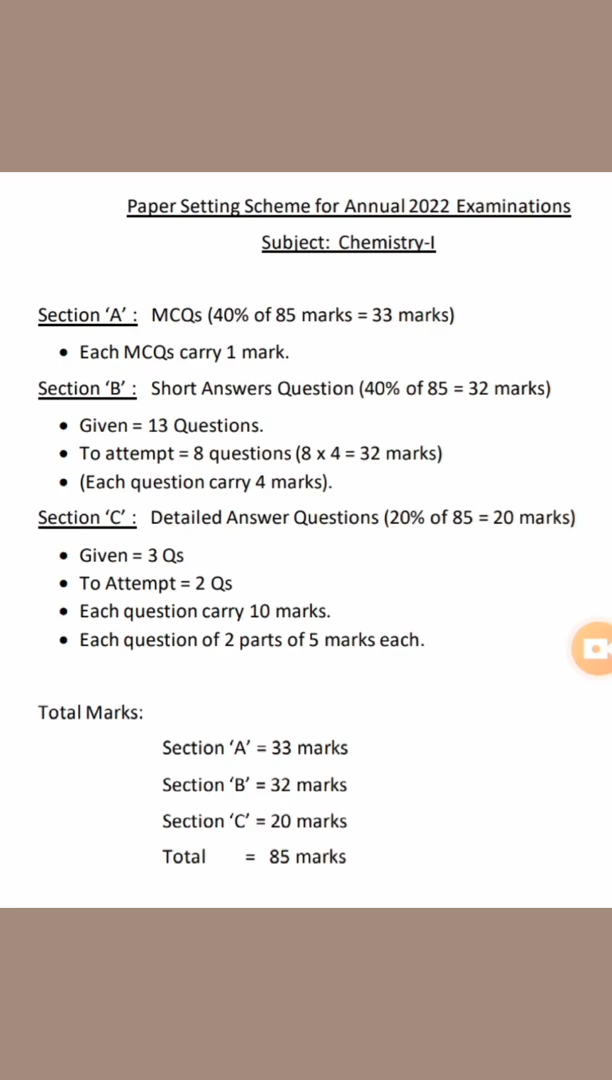 Paper Setting Scheme for Annual 2022 Examinations
Subject: Chemistry-I
Section ‘A’ : MCQs (40% of 85 marks = 33 marks)
• Each MCQs carry 1 mark.
Section ‘B’ : Short Answers Question (40% of 85 = 32 marks)
• Given = 13 Questions.
• To attempt = 8 questions (8 x 4 = 32 marks)
• (Each question carry 4 marks).
Section ‘C’ : Detailed Answer Questions (20% of 85 = 20 marks)
• Given = 3 Qs
• To Attempt = 2 Qs
• Each question carry 10 marks.
• Each question of 2 parts of 5 marks each.
Total Marks:
Section ‘A’ = 33 marks
Section ‘B’ = 32 marks
Section ‘C’ = 20 marks
Total = 85 marks